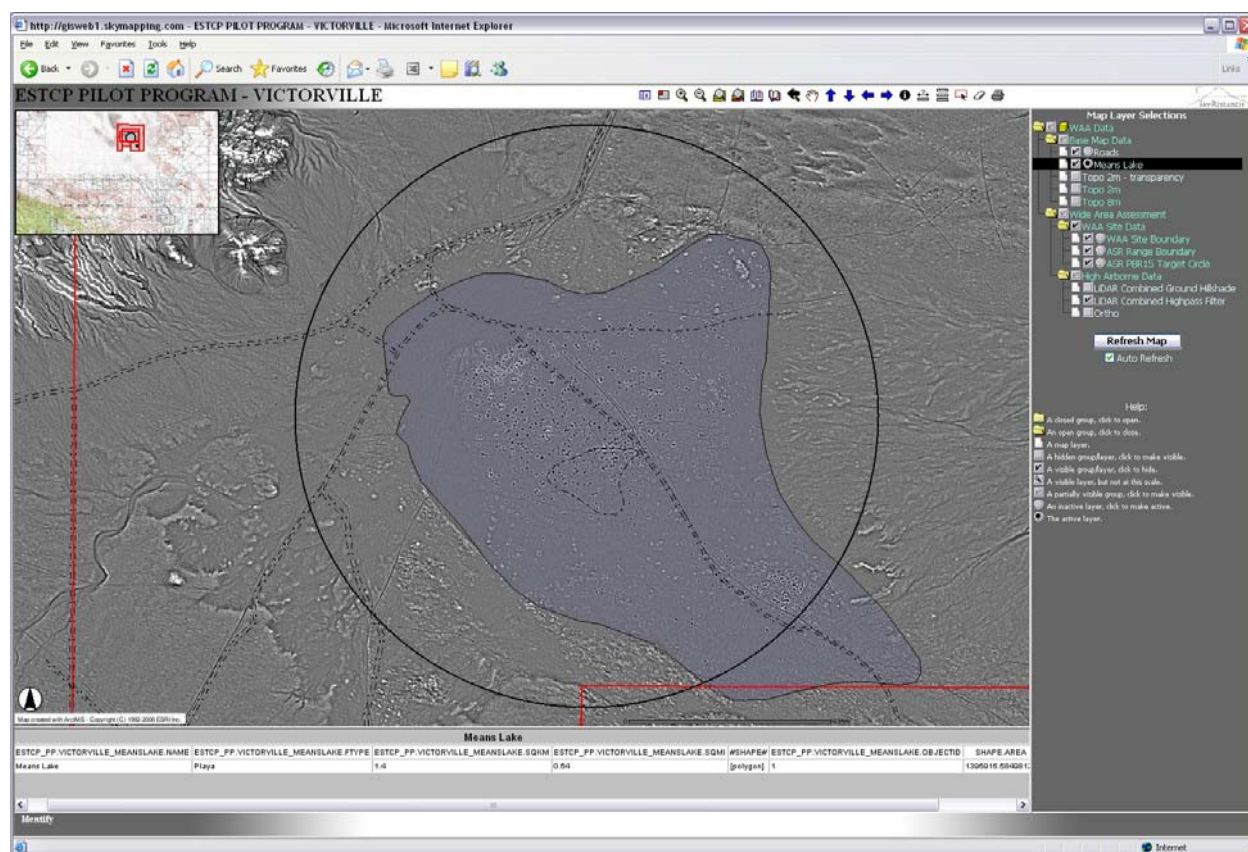 http://gisweb1.skymapping.com - ESTCP PILOT PROGRAM - VICTORVILLE - Microsoft Internet Explorer
File Edit View Favorites Tools Help
Back Search Favorites Links
ESTCP PILOT PROGRAM - VICTORVILLE
Map Layer Selections
WAA Data
Base Map Data
Roads
Means Lake
Topo 2m - transparency
Topo 2m
Topo 8m
Wide Area Assessment
WAA Site Data
WAA Site Boundary
ASR Range Boundary
ASR PBR15 Target Circle
High Airborne Data
LiDAR Combined Ground Hillshade
LiDAR Combined Highpass Filter
Ortho
Refresh Map
Auto Refresh
Help:
A closed group, click to open.
An open group, click to close.
A map layer.
A hidden group/layer, click to make visible.
A visible group/layer, click to hide.
A visible layer, but not at this scale.
A partially visible group, click to make visible.
An inactive layer, click to make active.
The active layer.
Map created with ArcIMS - Copyright (C) 1992-2006 ESRI Inc.
Means Lake
ESTCP_PP.VICTORVILLE_MEANSLAKE.NAME ESTCP_PP.VICTORVILLE_MEANSLAKE.FTYPE ESTCP_PP.VICTORVILLE_MEANSLAKE.SQKM ESTCP_PP.VICTORVILLE_MEANSLAKE.SQMI #SHAPE# ESTCP_PP.VICTORVILLE_MEANSLAKE.OBJECTID SHAPE.AREA
Means Lake Playa 1.4 0.54 [polygon] 1
Identify
Internet